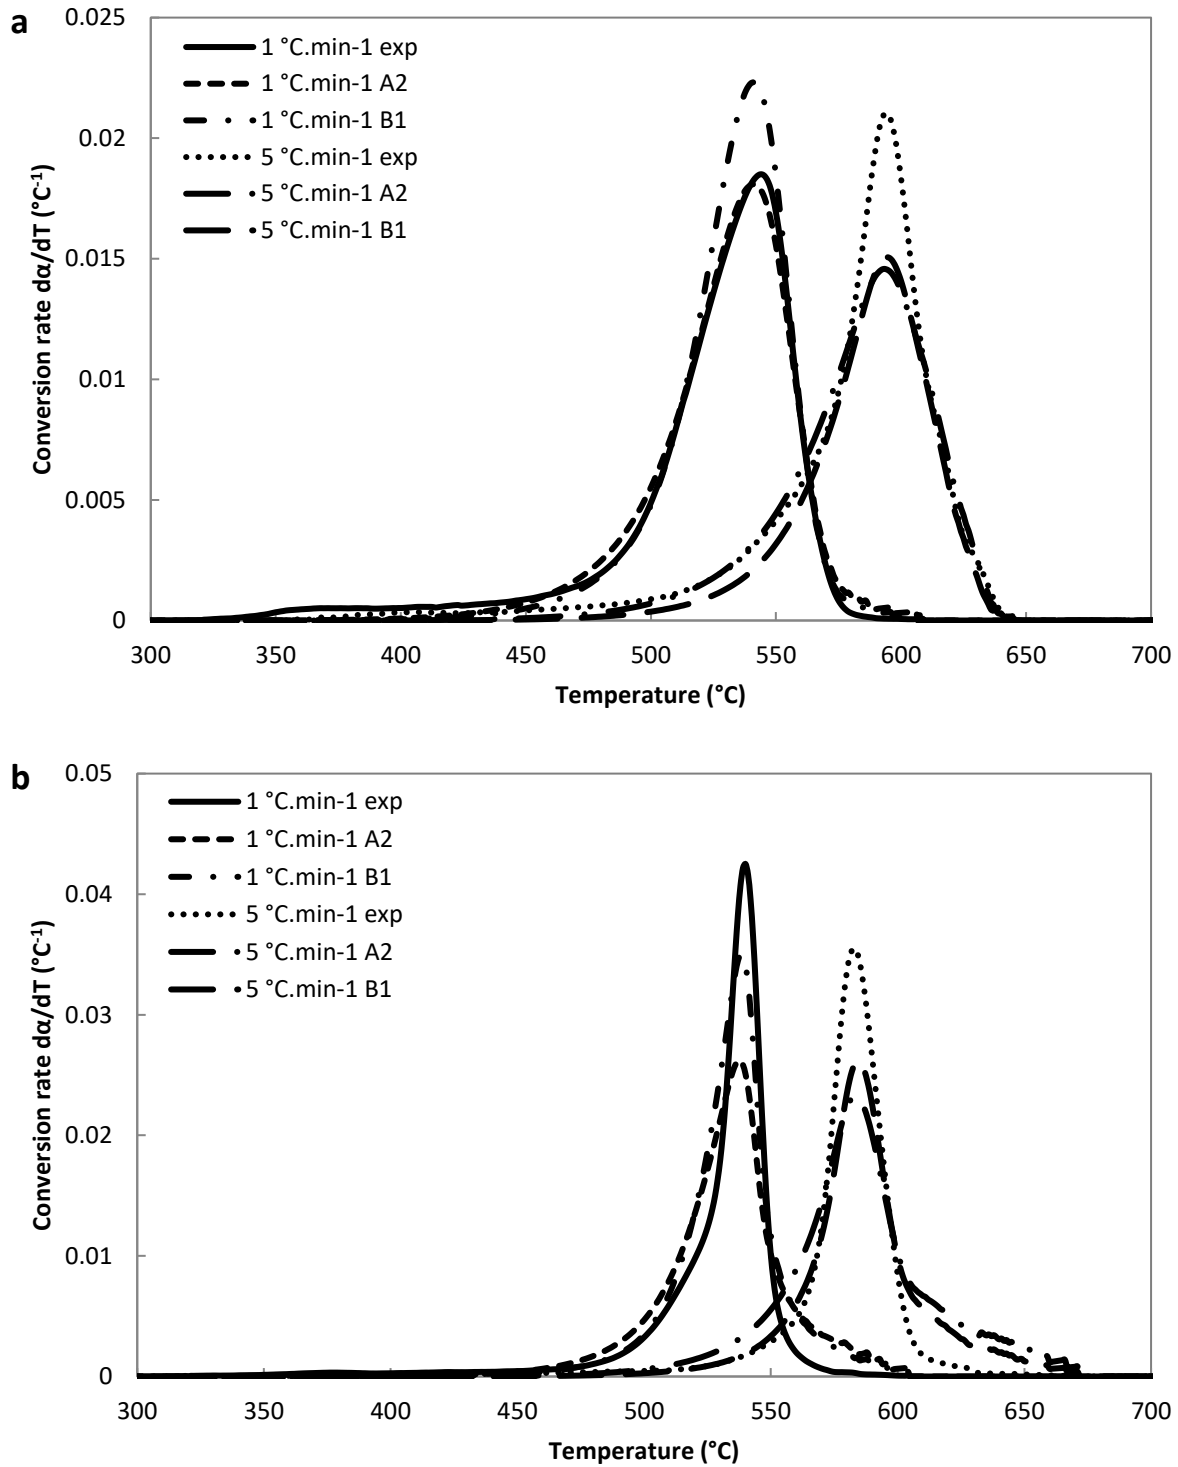 a
Conversion rate dα/dT (°C⁻¹)
0.025
0.02
0.015
0.01
0.005
0
1 °C.min-1 exp
1 °C.min-1 A2
1 °C.min-1 B1
5 °C.min-1 exp
5 °C.min-1 A2
5 °C.min-1 B1
300 350 400 450 500 550 600 650 700
Temperature (°C)
b
Conversion rate dα/dT (°C⁻¹)
0.05
0.04
0.03
0.02
0.01
0
1 °C.min-1 exp
1 °C.min-1 A2
1 °C.min-1 B1
5 °C.min-1 exp
5 °C.min-1 A2
5 °C.min-1 B1
300 350 400 450 500 550 600 650 700
Temperature (°C)